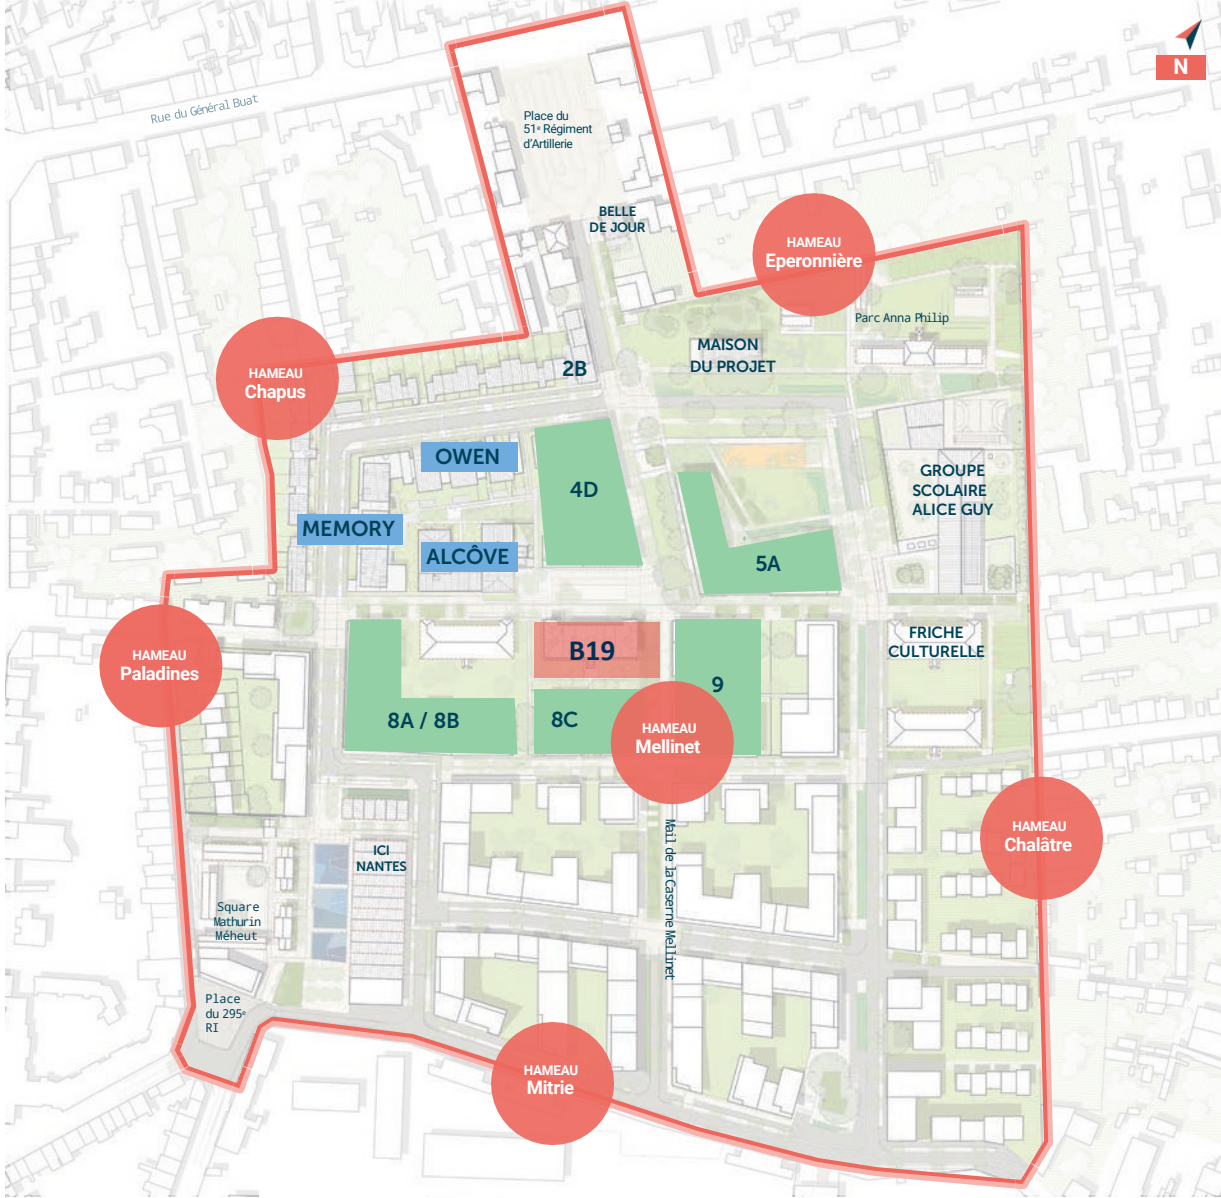 N
Rue du Général Buat
Place du
51e Régiment
d'Artillerie
BELLE
DE JOUR
HAMEAU
Eperonnière
Parc Anna Philip
MAISON
DU PROJET
2B
HAMEAU
Chapus
OWEN
4D
GROUPE
SCOLAIRE
ALICE GUY
MEMORY
ALCÔVE
5A
HAMEAU
Paladines
B19
FRICHE
CULTURELLE
9
8A / 8B
8C
HAMEAU
Mellinet
HAMEAU
Chalâtre
Mail de la Caserne Mellinet
ICI
NANTES
Square
Mathurin
Méheut
Place
du 295e
RI
HAMEAU
Mitrie